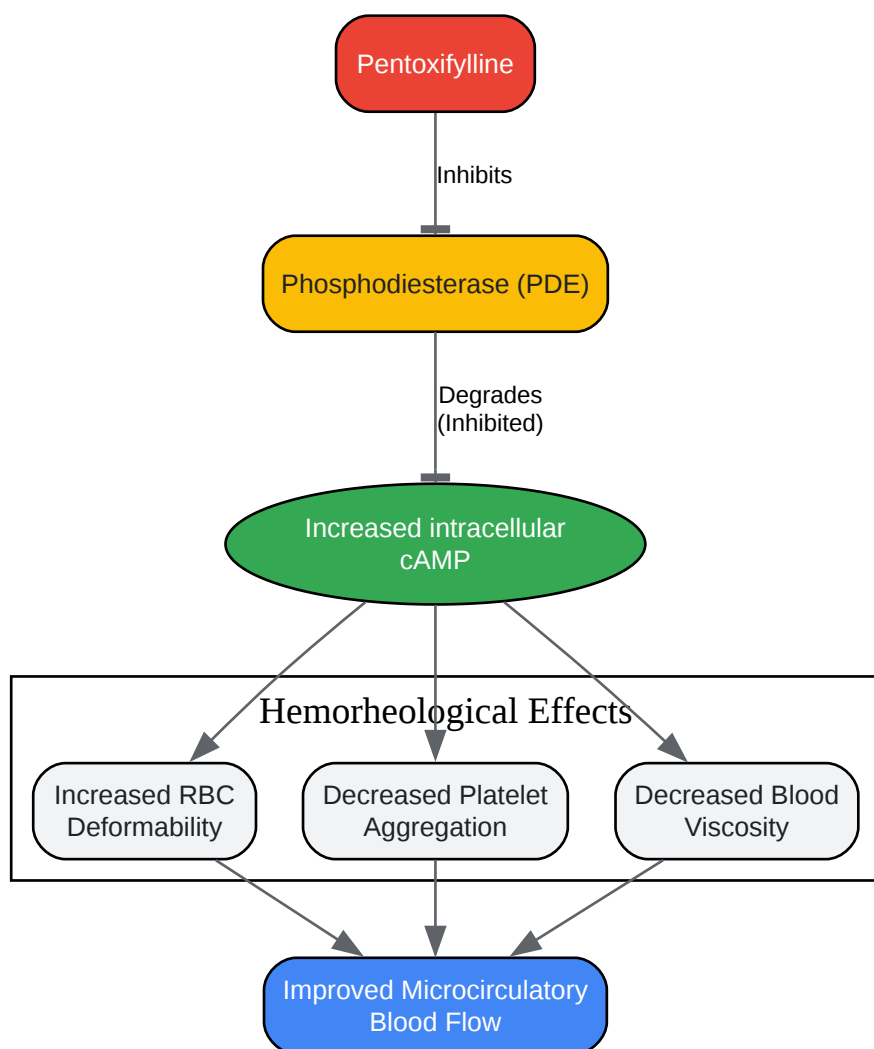 Pentoxifylline
Inhibits
Phosphodiesterase (PDE)
Degrades
(Inhibited)
Increased intracellular
cAMP
Hemorheological Effects
Increased RBC
Deformability
Decreased Platelet
Aggregation
Decreased Blood
Viscosity
Improved Microcirculatory
Blood Flow